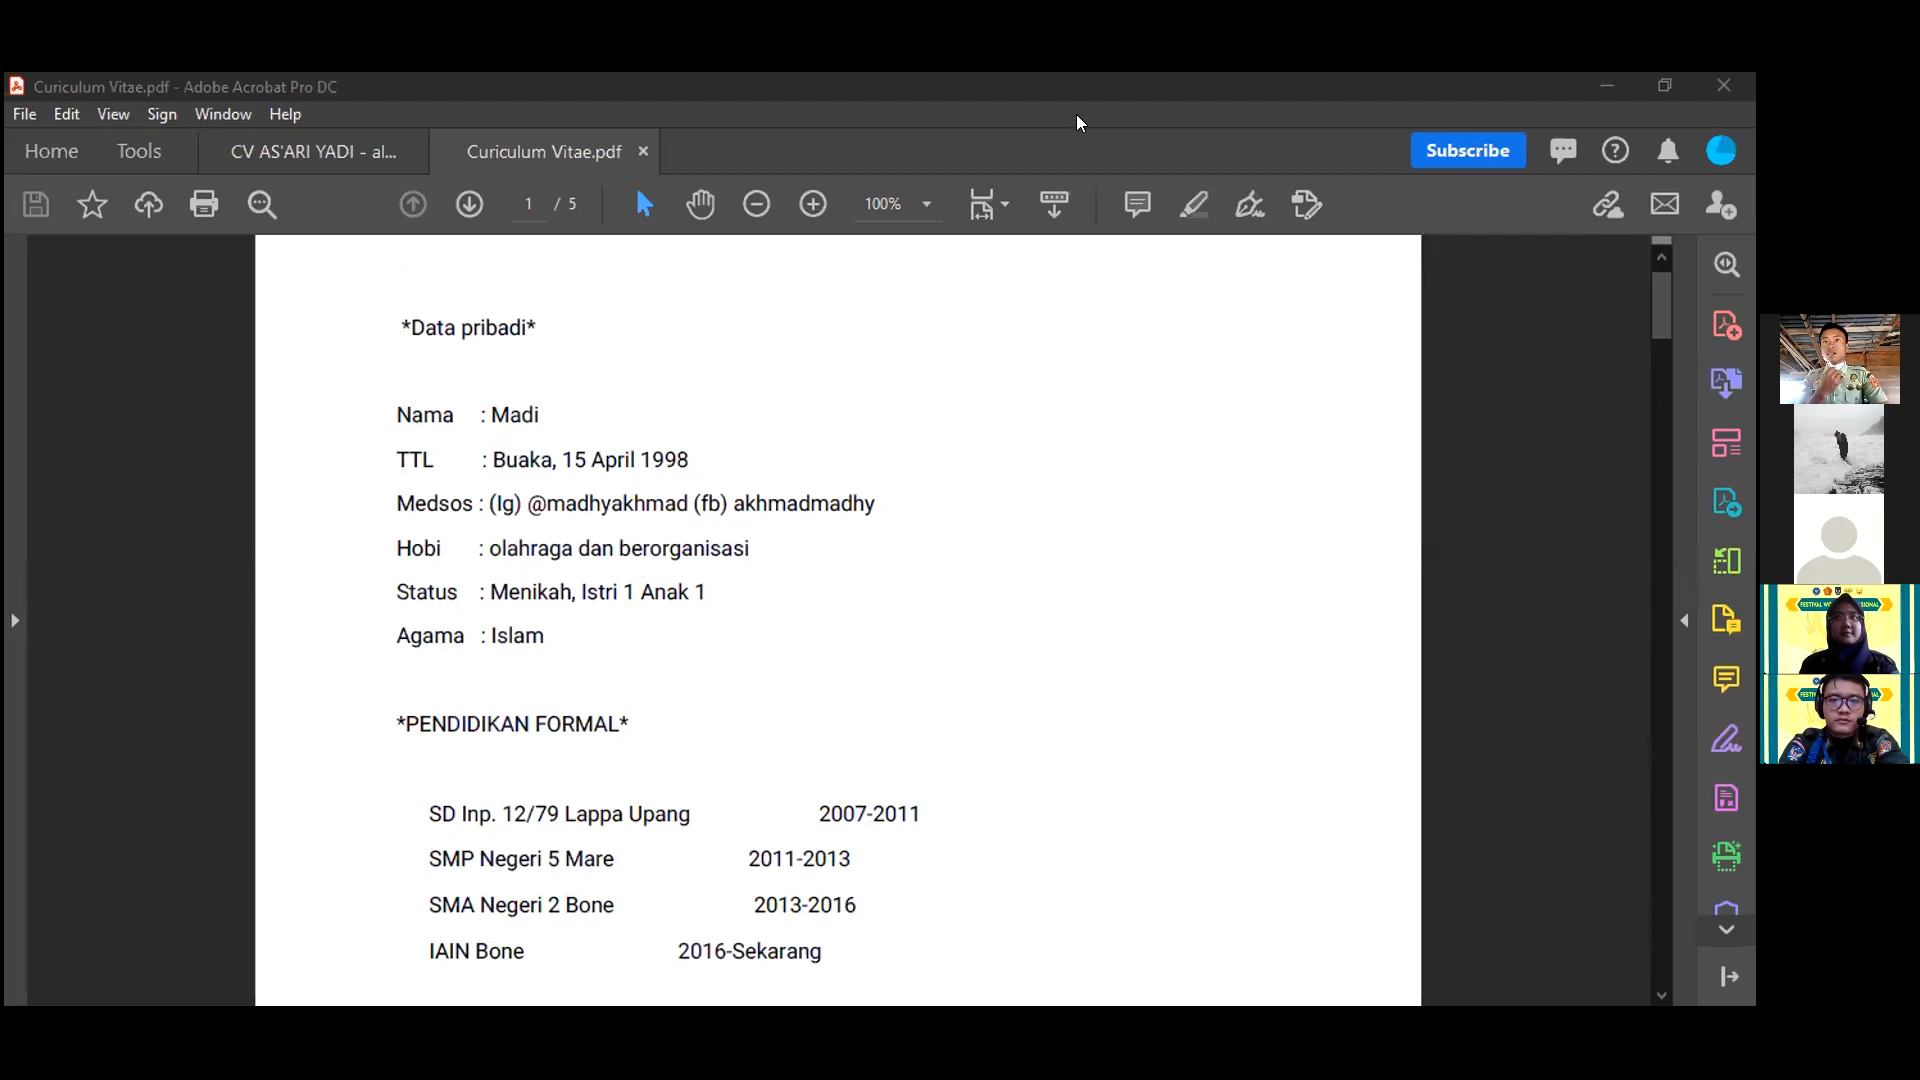 Curiculum Vitae.pdf - Adobe Acrobat Pro DC
File Edit View Sign Window Help
Home Tools CV AS'ARI YADI - al... Curiculum Vitae.pdf Subscribe
1 / 5 100%
*Data pribadi*
Nama : Madi
TTL : Buaka, 15 April 1998
Medsos : (Ig) @madhyakhmad (fb) akhmadmadhy
Hobi : olahraga dan berorganisasi
Status : Menikah, Istri 1 Anak 1
Agama : Islam
*PENDIDIKAN FORMAL*
SD Inp. 12/79 Lappa Upang 2007-2011
SMP Negeri 5 Mare 2011-2013
SMA Negeri 2 Bone 2013-2016
IAIN Bone 2016-Sekarang
FESTIVAL